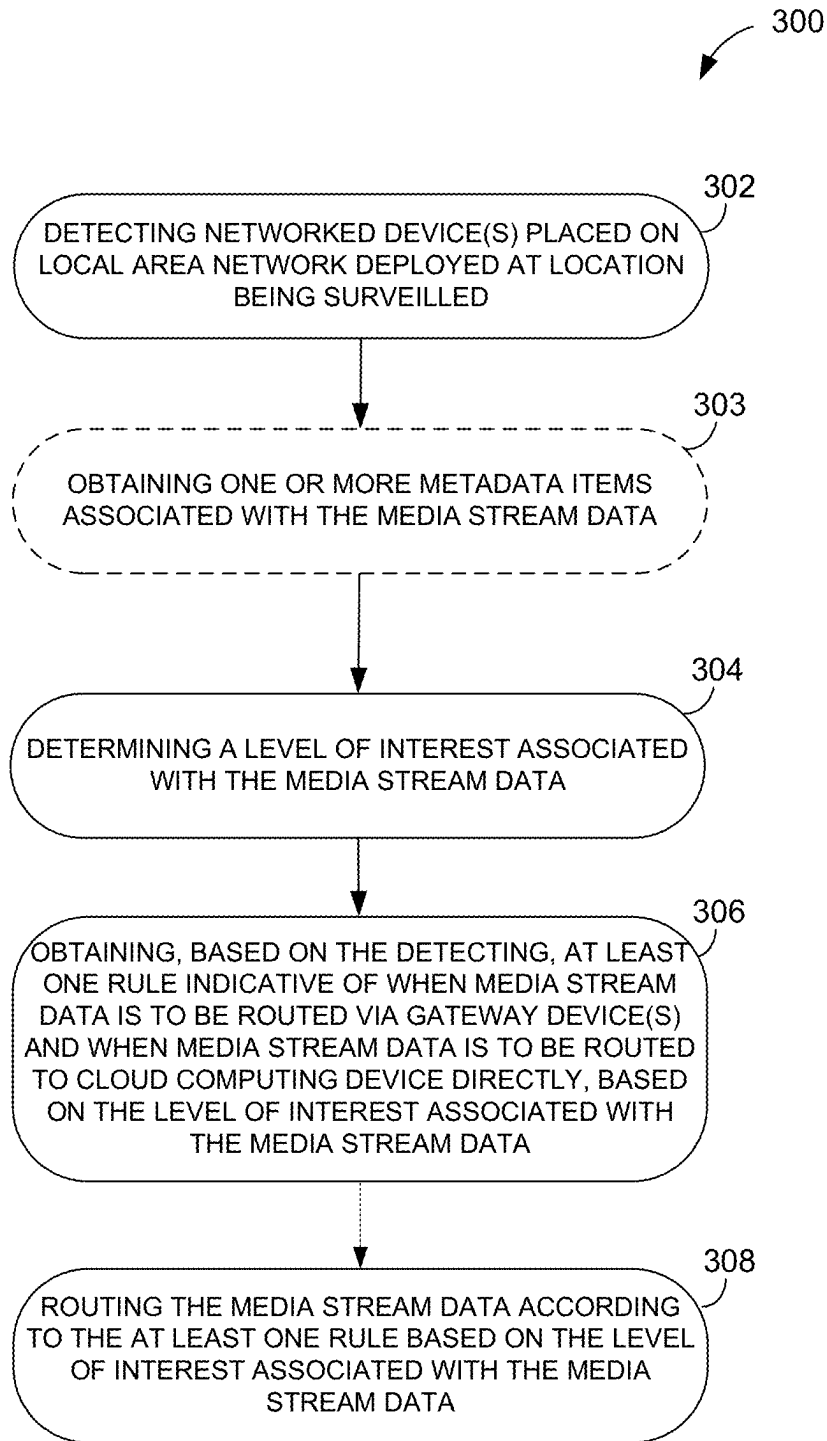 300
302
DETECTING NETWORKED DEVICE(S) PLACED ON
LOCAL AREA NETWORK DEPLOYED AT LOCATION
BEING SURVEILLED
303
OBTAINING ONE OR MORE METADATA ITEMS
ASSOCIATED WITH THE MEDIA STREAM DATA
304
DETERMINING A LEVEL OF INTEREST ASSOCIATED
WITH THE MEDIA STREAM DATA
306
OBTAINING, BASED ON THE DETECTING, AT LEAST
ONE RULE INDICATIVE OF WHEN MEDIA STREAM
DATA IS TO BE ROUTED VIA GATEWAY DEVICE(S)
AND WHEN MEDIA STREAM DATA IS TO BE ROUTED
TO CLOUD COMPUTING DEVICE DIRECTLY, BASED
ON THE LEVEL OF INTEREST ASSOCIATED WITH
THE MEDIA STREAM DATA
308
ROUTING THE MEDIA STREAM DATA ACCORDING
TO THE AT LEAST ONE RULE BASED ON THE LEVEL
OF INTEREST ASSOCIATED WITH THE MEDIA
STREAM DATA